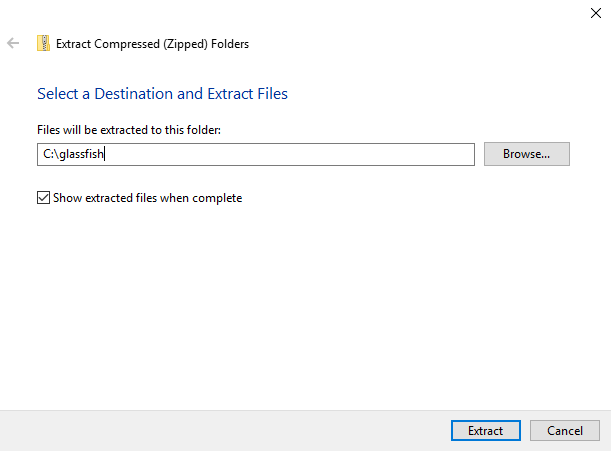 Extract Compressed (Zipped) Folders
Select a Destination and Extract Files
Files will be extracted to this folder:
C:\glassfish
Browse...
Show extracted files when complete
Extract
Cancel